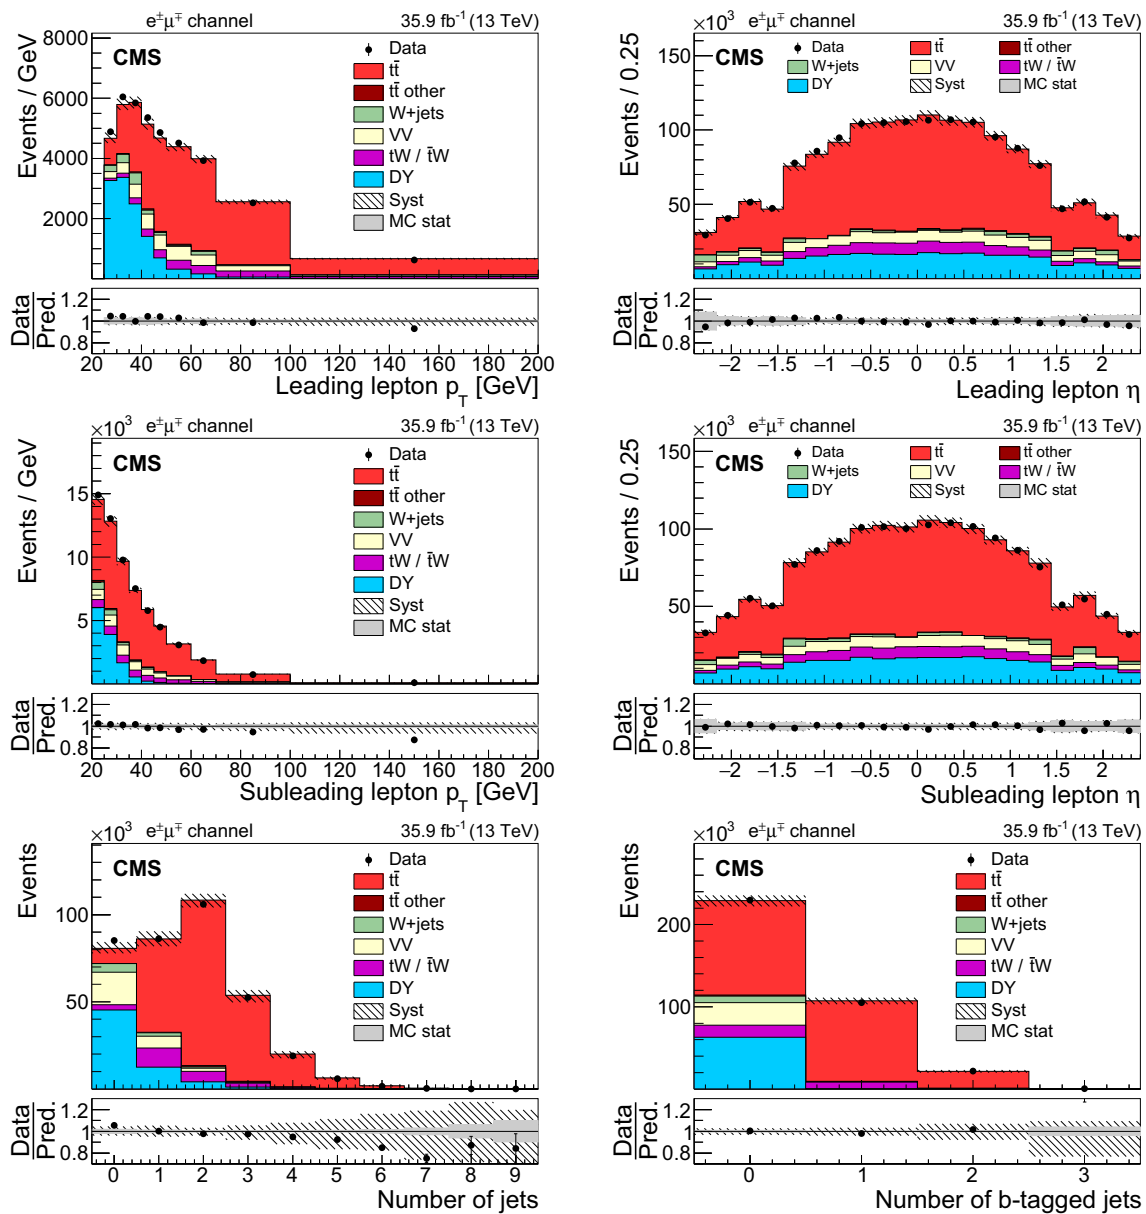 e±μ∓ channel 35.9 fb-1 (13 TeV)
8000
6000
4000
2000
Events / GeV
CMS
Data
tt̄
tt̄ other
W+jets
VV
tW / t̄W
DY
Syst
MC stat
1.2
1
0.8
Data
Pred.
20 40 60 80 100 120 140 160 180 200
Leading lepton pT [GeV]
×10³ e±μ∓ channel 35.9 fb-1 (13 TeV)
150
100
50
Events / 0.25
CMS
Data tt̄ tt̄ other
W+jets VV tW / t̄W
DY Syst MC stat
1.2
1
0.8
Data
Pred.
−2 −1.5 −1 −0.5 0 0.5 1 1.5 2
Leading lepton η
×10³ e±μ∓ channel 35.9 fb-1 (13 TeV)
15
10
5
Events / GeV
CMS
Data
tt̄
tt̄ other
W+jets
VV
tW / t̄W
DY
Syst
MC stat
1.2
1
0.8
Data
Pred.
20 40 60 80 100 120 140 160 180 200
Subleading lepton pT [GeV]
×10³ e±μ∓ channel 35.9 fb-1 (13 TeV)
150
100
50
Events / 0.25
CMS
Data tt̄ tt̄ other
W+jets VV tW / t̄W
DY Syst MC stat
1.2
1
0.8
Data
Pred.
−2 −1.5 −1 −0.5 0 0.5 1 1.5 2
Subleading lepton η
×10³ e±μ∓ channel 35.9 fb-1 (13 TeV)
100
50
Events
CMS
Data
tt̄
tt̄ other
W+jets
VV
tW / t̄W
DY
Syst
MC stat
1.2
1
0.8
Data
Pred.
0 1 2 3 4 5 6 7 8 9
Number of jets
×10³ e±μ∓ channel 35.9 fb-1 (13 TeV)
200
100
Events
CMS
Data
tt̄
tt̄ other
W+jets
VV
tW / t̄W
DY
Syst
MC stat
1.2
1
0.8
Data
Pred.
0 1 2 3
Number of b-tagged jets